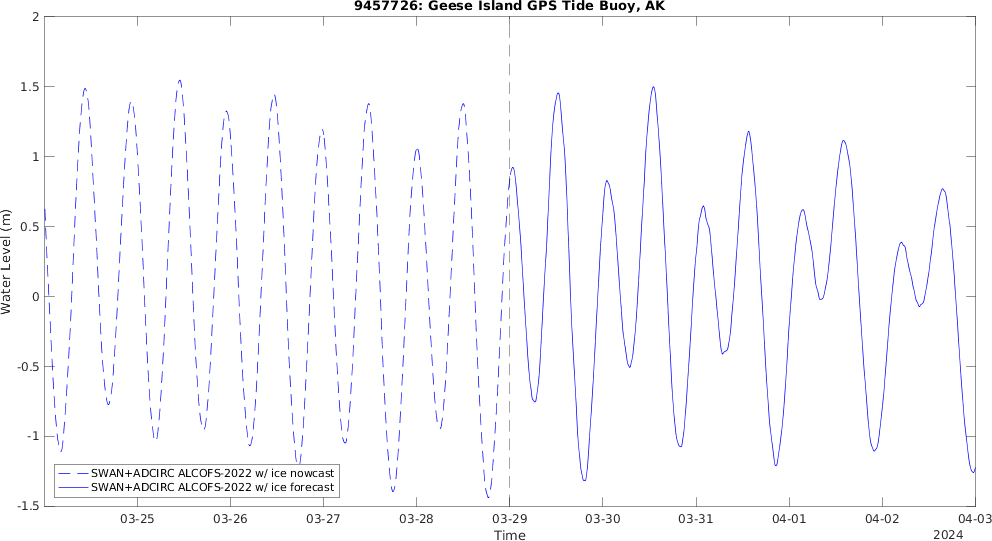 9457726: Geese Island GPS Tide Buoy, AK
2
1.5
1
0.5
0
-0.5
-1
-1.5
Water Level (m)
SWAN+ADCIRC ALCOFS-2022 w/ ice nowcast
SWAN+ADCIRC ALCOFS-2022 w/ ice forecast
03-25 03-26 03-27 03-28 03-29 03-30 03-31 04-01 04-02 04-03
Time
2024